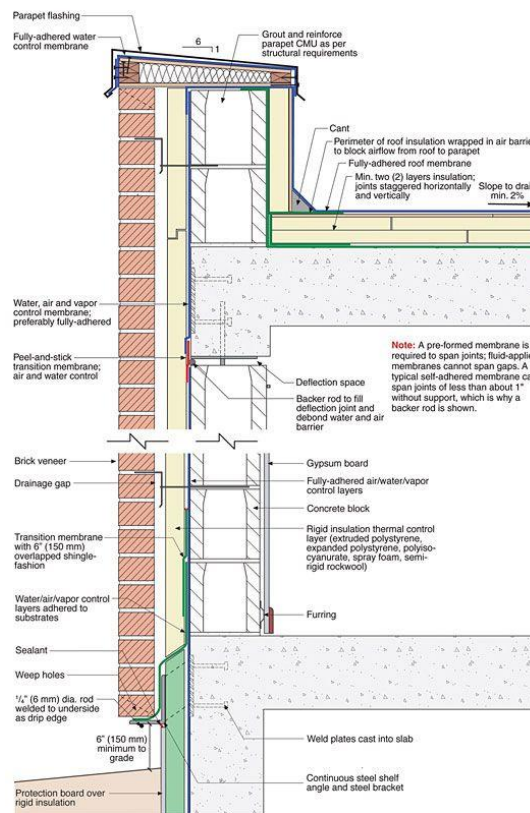 Parapet flashing
Fully-adhered water
control membrane
6
1
Grout and reinforce
parapet CMU as per
structural requirements
Cant
Perimeter of roof insulation wrapped in air barrie
to block airflow from roof to parapet
Fully-adhered roof membrane
Min. two (2) layers insulation;
joints staggered horizontally
and vertically
Slope to drai
min. 2%
Water, air and vapor
control membrane;
preferably fully-adhered
Peel-and-stick
transition membrane;
air and water control
Deflection space
Backer rod to fill
deflection joint and
debond water and air
barrier
Note: A pre-formed membrane is
required to span joints; fluid-applie
membranes cannot span gaps. A
typical self-adhered membrane ca
span joints of less than about 1"
without support, which is why a
backer rod is shown.
Brick veneer
Drainage gap
Gypsum board
Fully-adhered air/water/vapor
control layers
Concrete block
Transition membrane
with 6" (150 mm)
overlapped shingle-
fashion
Rigid insulation thermal control
layer (extruded polystyrene,
expanded polystyrene, polyiso-
cyanurate, spray foam, semi-
rigid rockwool)
Water/air/vapor control
layers adhered to
substrates
Furring
Sealant
Weep holes
1/4" (6 mm) dia. rod
welded to underside
as drip edge
6" (150 mm)
minimum to
grade
Weld plates cast into slab
Continuous steel shelf
angle and steel bracket
Protection board over
rigid insulation